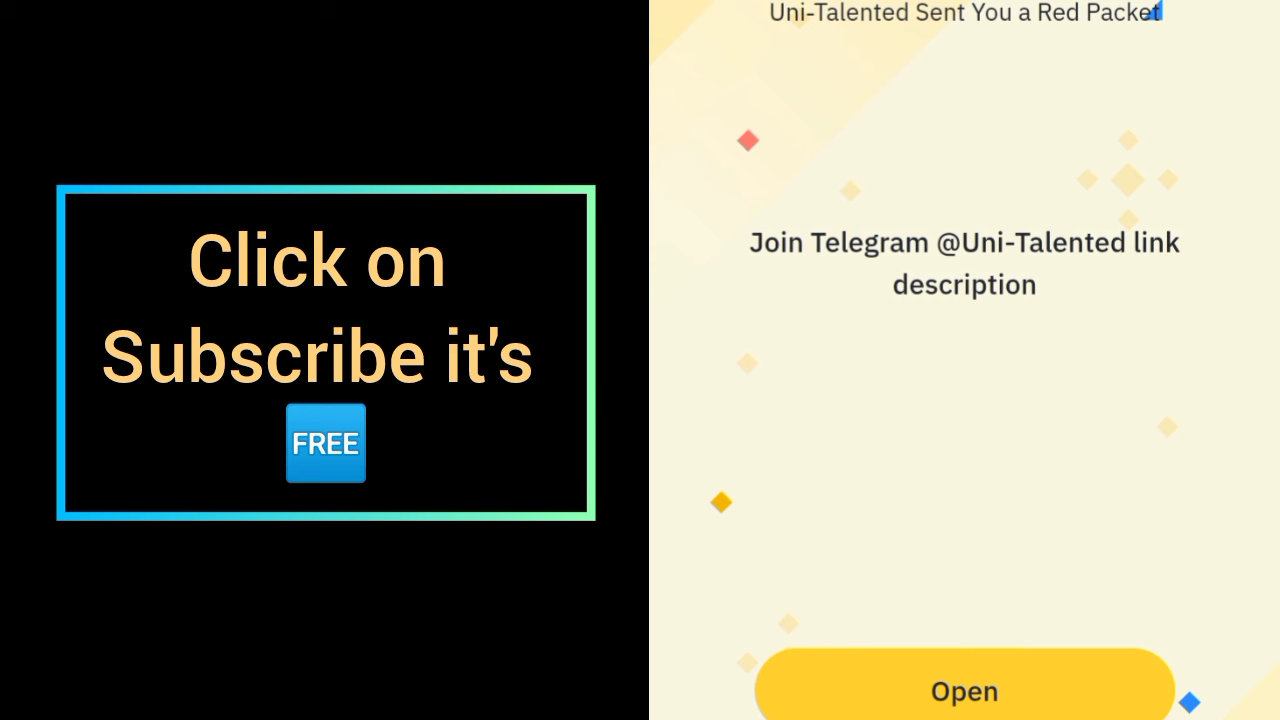 Click on
Subscribe it's
FREE
Uni-Talented Sent You a Red Packet
Join Telegram @Uni-Talented link
description
Open